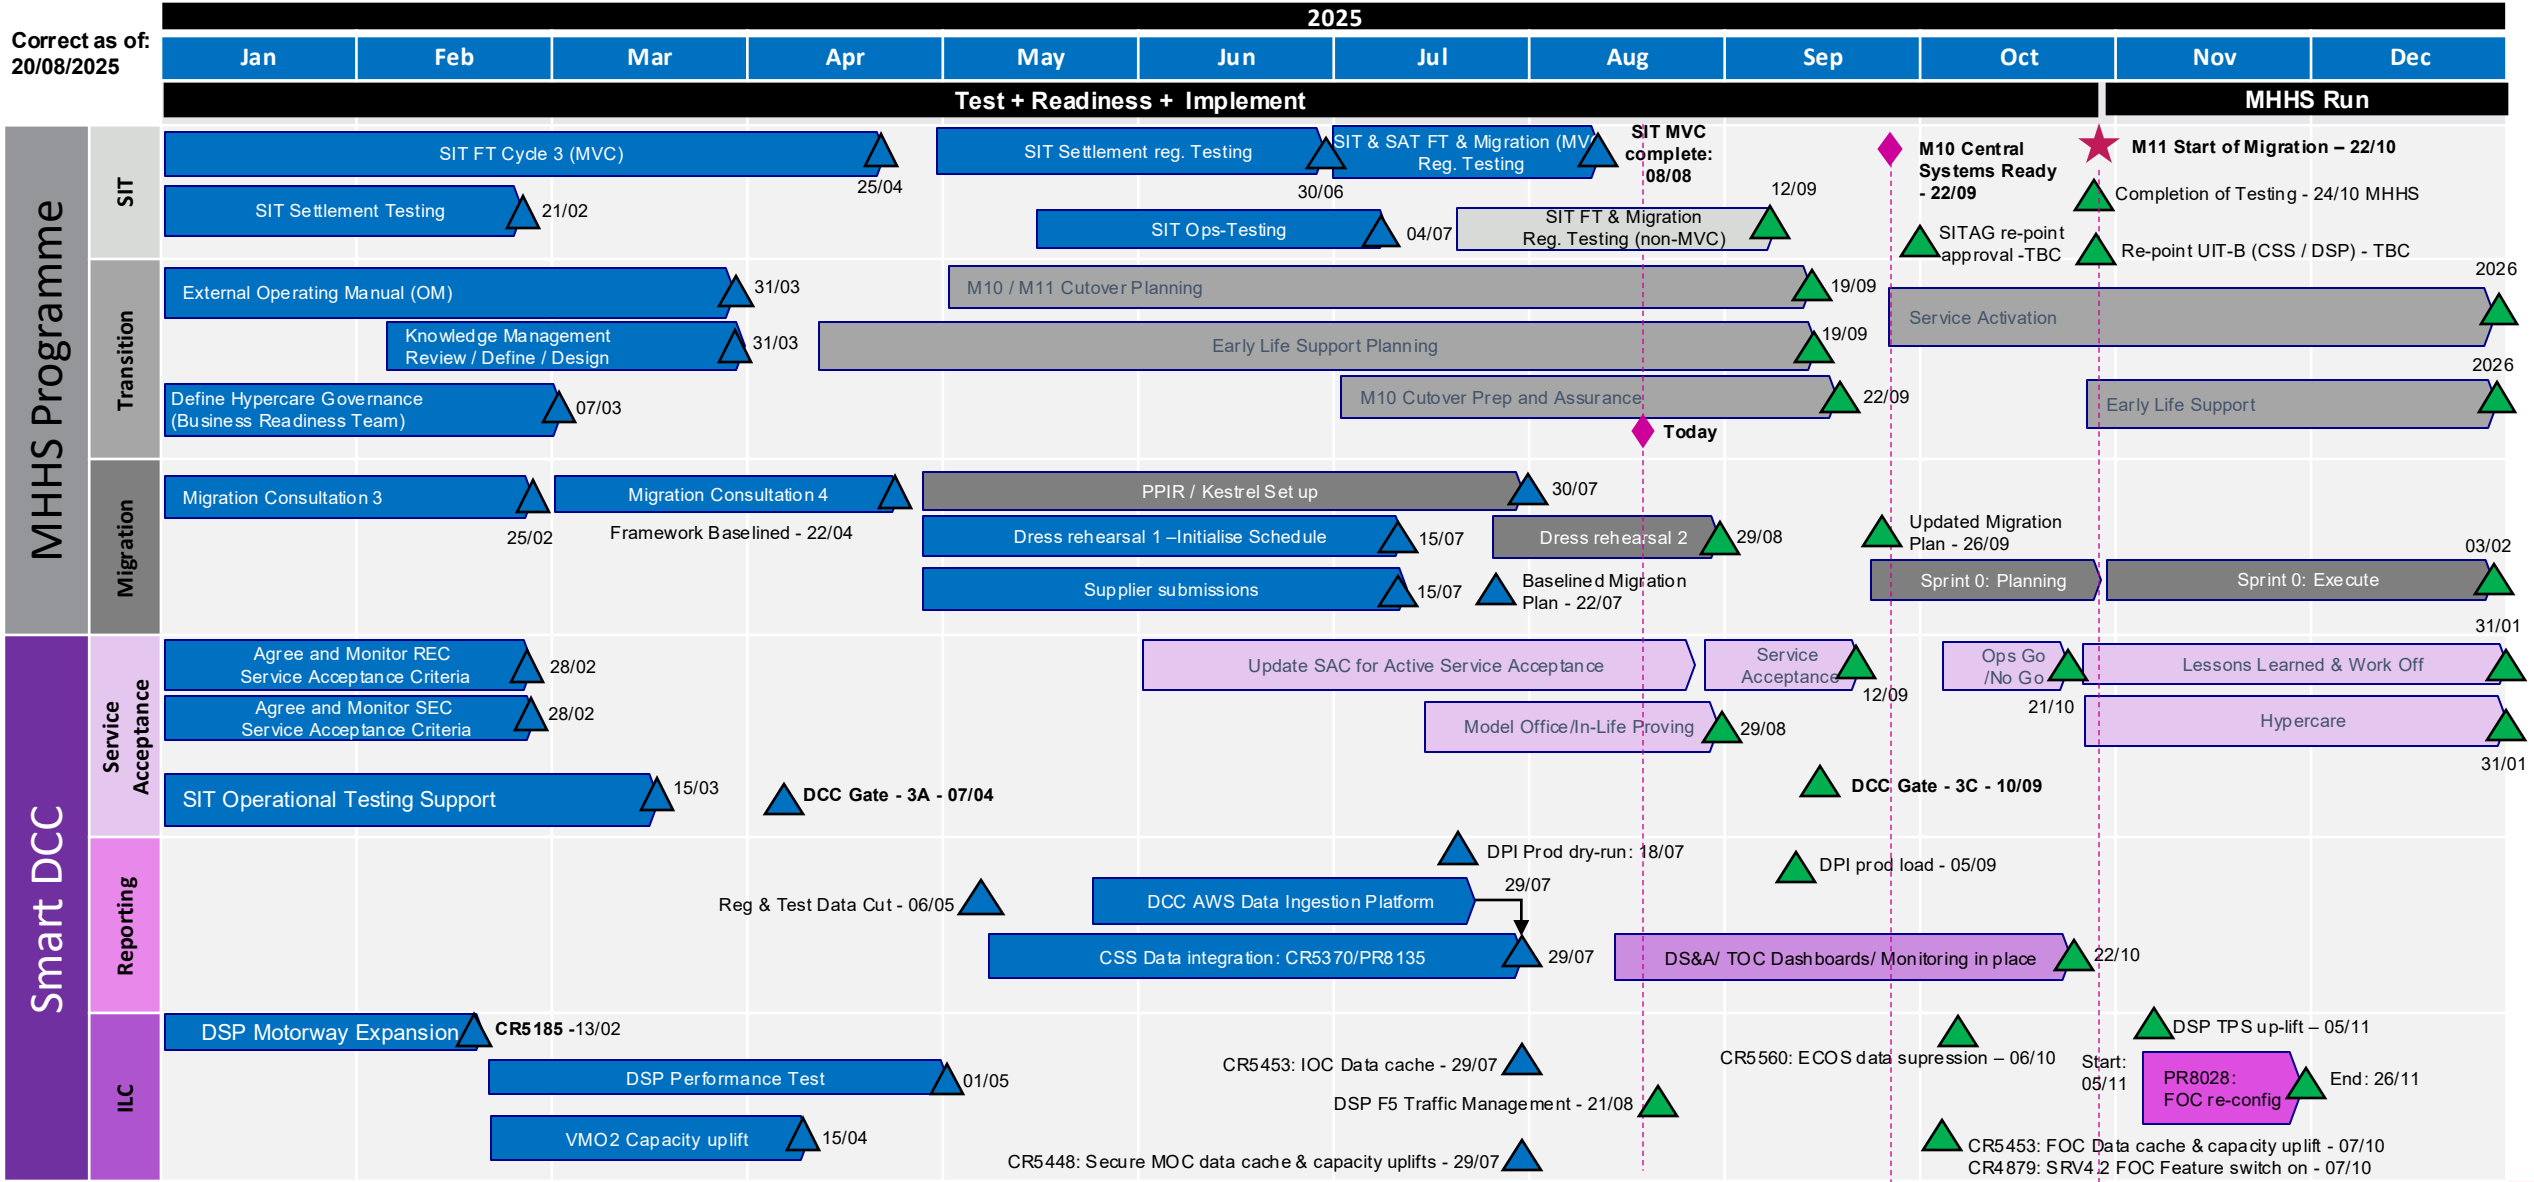 2025
Correct as of:
20/08/2025
Jan
Feb
Mar
Apr
May
Jun
Jul
Aug
Sep
Oct
Nov
Dec
Test + Readiness + Implement
MHHS Run
MHHS Programme
SIT
SIT FT Cycle 3 (MVC)
25/04
SIT Settlement reg. Testing
30/06
SIT & SAT FT & Migration (MVC
Reg. Testing
SIT MVC
complete:
08/08
M10 Central
Systems Ready
- 22/09
M11 Start of Migration – 22/10
SIT Settlement Testing
21/02
SIT Ops-Testing
04/07
SIT FT & Migration
Reg. Testing (non-MVC)
12/09
SITAG re-point
approval -TBC
Completion of Testing - 24/10 MHHS
Re-point UIT-B (CSS / DSP) - TBC
Transition
External Operating Manual (OM)
31/03
M10 / M11 Cutover Planning
19/09
Service Activation
2026
Knowledge Management
Review / Define / Design
31/03
Early Life Support Planning
19/09
Define Hypercare Governance
(Business Readiness Team)
07/03
M10 Cutover Prep and Assurance
22/09
Early Life Support
2026
Today
Migration
Migration Consultation 3
25/02
Migration Consultation 4
Framework Baselined - 22/04
PPIR / Kestrel Set up
30/07
Dress rehearsal 1 –Initialise Schedule
15/07
Dress rehearsal 2
29/08
Updated Migration
Plan - 26/09
Supplier submissions
15/07
Baselined Migration
Plan - 22/07
Sprint 0: Planning
Sprint 0: Execute
03/02
Smart DCC
Service
Acceptance
Agree and Monitor REC
Service Acceptance Criteria
28/02
Update SAC for Active Service Acceptance
Service
Acceptance
12/09
Ops Go
/No Go
21/10
Lessons Learned & Work Off
31/01
Agree and Monitor SEC
Service Acceptance Criteria
28/02
Model Office/In-Life Proving
29/08
Hypercare
31/01
SIT Operational Testing Support
15/03
DCC Gate - 3A - 07/04
DCC Gate - 3C - 10/09
Reporting
DPI Prod dry-run: 18/07
DPI prod load - 05/09
Reg & Test Data Cut - 06/05
DCC AWS Data Ingestion Platform
29/07
CSS Data integration: CR5370/PR8135
29/07
DS&A/ TOC Dashboards/ Monitoring in place
22/10
ILC
DSP Motorway Expansion
CR5185 -13/02
DSP Performance Test
01/05
VMO2 Capacity uplift
15/04
CR5453: IOC Data cache - 29/07
DSP F5 Traffic Management - 21/08
CR5448: Secure MOC data cache & capacity uplifts - 29/07
CR5560: ECOS data supression – 06/10
DSP TPS up-lift – 05/11
Start:
05/11
PR8028:
FOC re-config
End: 26/11
CR5453: FOC Data cache & capacity uplift - 07/10
CR4879: SRV4.2 FOC Feature switch on - 07/10